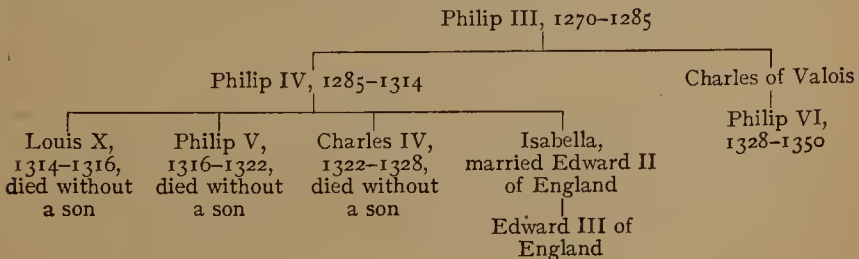 Philip III, 1270–1285
Philip IV, 1285–1314
Charles of Valois
Louis X,
1314–1316,
died without
a son
Philip V,
1316–1322,
died without
a son
Charles IV,
1322–1328,
died without
a son
Isabella,
married Edward II
of England
Edward III of
England
Philip VI,
1328–1350